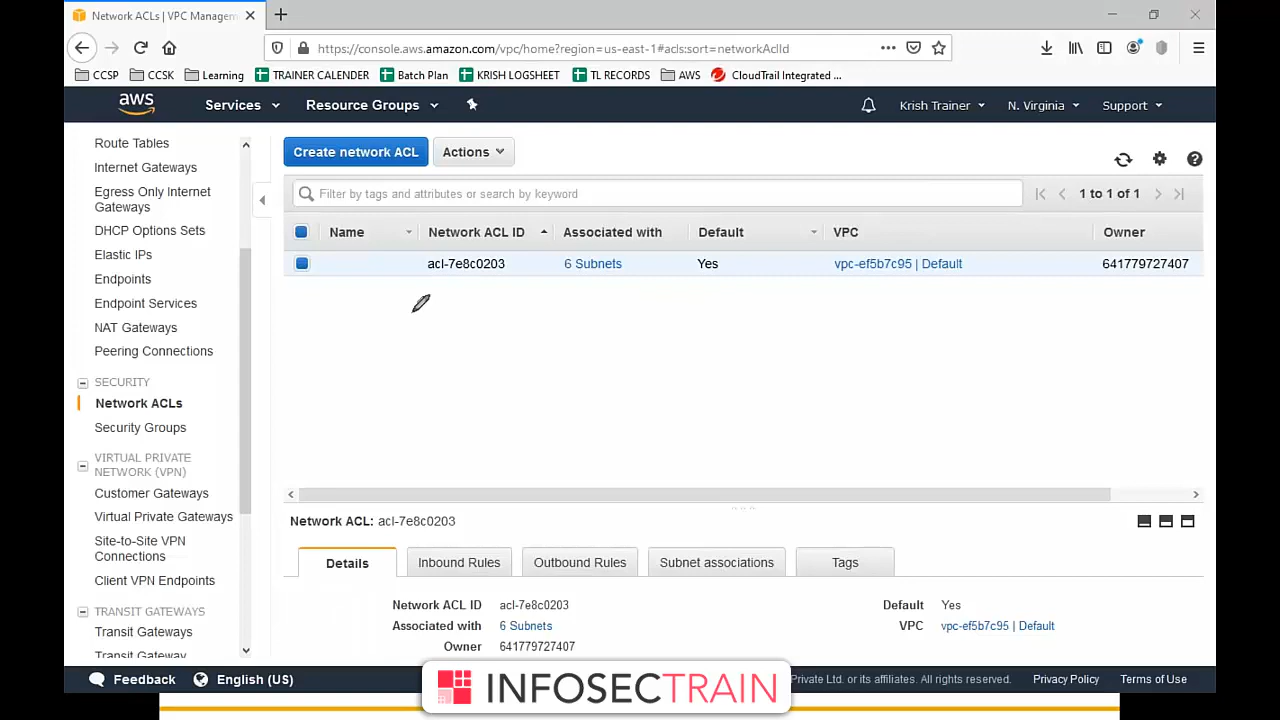 Network ACLs | VPC Managem
https://console.aws.amazon.com/vpc/home?region=us-east-1#acls:sort=networkAclId
CCSP CCSK Learning TRAINER CALENDER Batch Plan KRISH LOGSHEET TL RECORDS AWS CloudTrail Integrated ...
aws Services Resource Groups Krish Trainer N. Virginia Support
Route Tables
Internet Gateways
Egress Only Internet
Gateways
DHCP Option Sets
Elastic IPs
Endpoints
Endpoint Services
NAT Gateways
Peering Connections
SECURITY
Network ACLs
Security Groups
VIRTUAL PRIVATE
NETWORK (VPN)
Customer Gateways
Virtual Private Gateways
Site-to-Site VPN
Connections
Client VPN Endpoints
TRANSIT GATEWAYS
Transit Gateways
Transit Gateway
Create network ACL Actions
Filter by tags and attributes or search by keyword
1 to 1 of 1
Name Network ACL ID Associated with Default VPC Owner
acl-7e8c0203 6 Subnets Yes vpc-ef5b7c95 | Default 641779727407
Network ACL: acl-7e8c0203
Details Inbound Rules Outbound Rules Subnet associations Tags
Network ACL ID acl-7e8c0203 Default Yes
Associated with 6 Subnets VPC vpc-ef5b7c95 | Default
Owner 641779727407
Feedback English (US) Private Ltd. or its affiliates. All rights reserved. Privacy Policy Terms of Use
INFOSECTRAIN